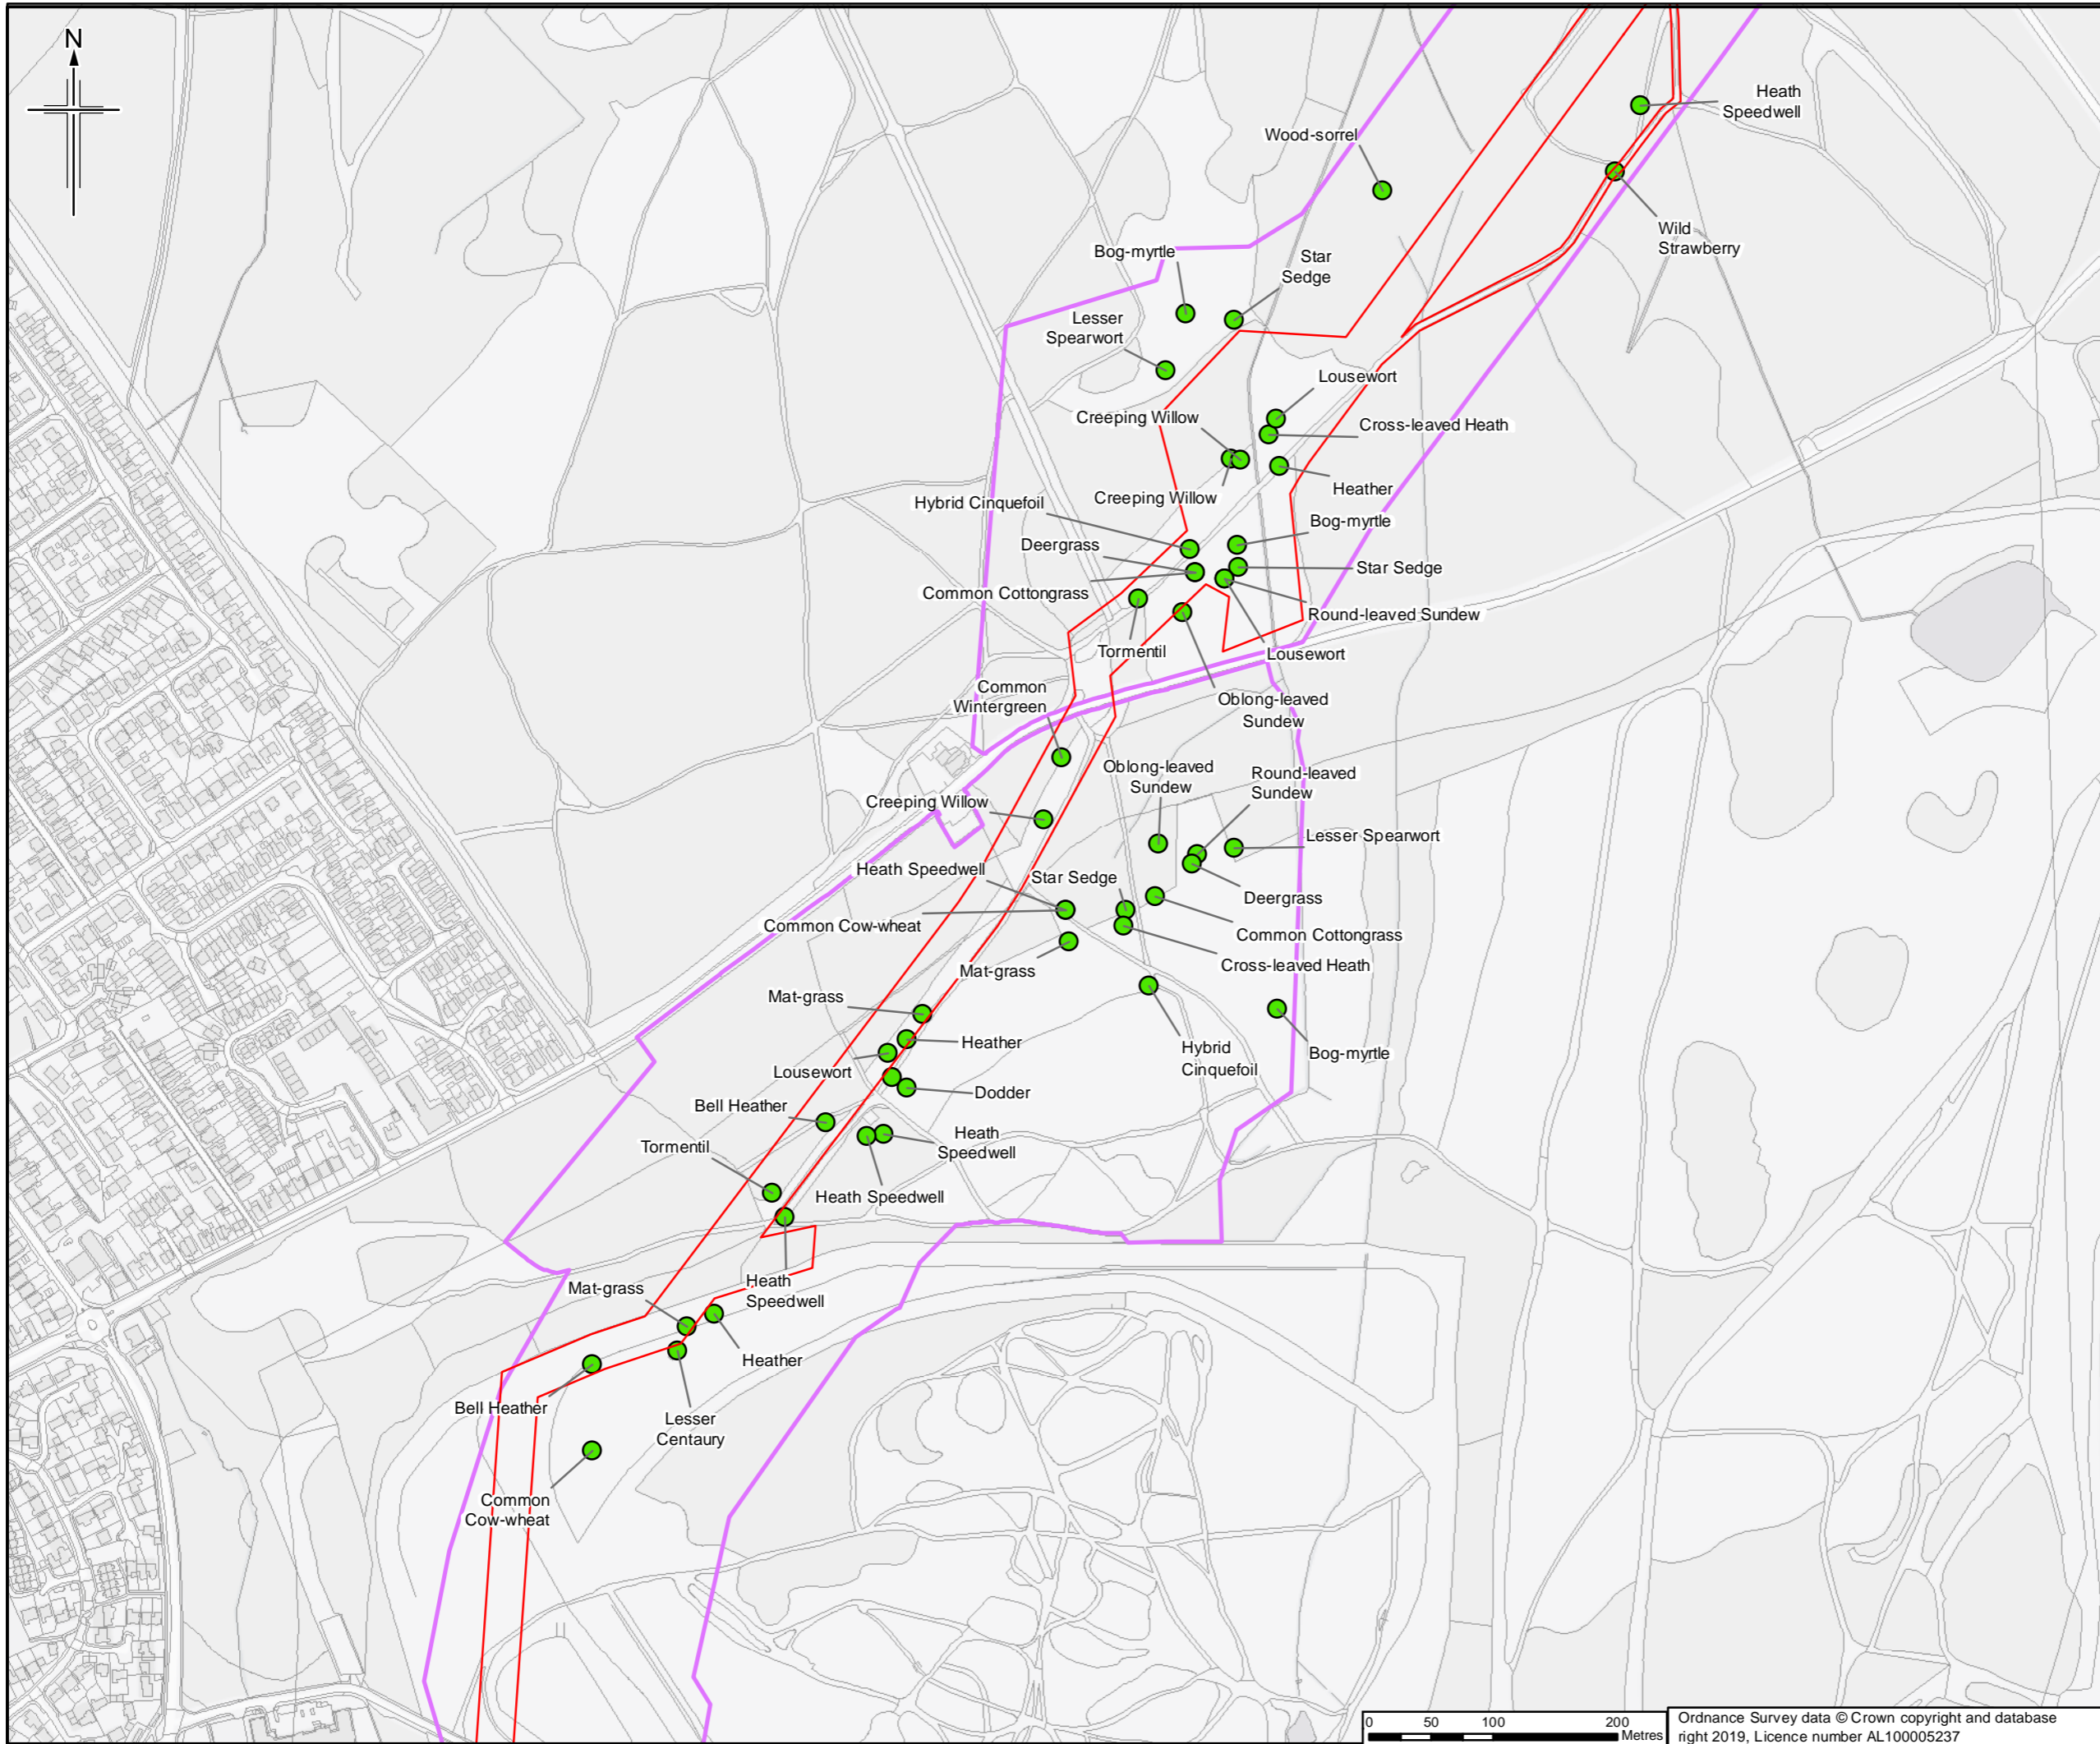 N
Heath
Speedwell
Wood-sorrel
Wild
Strawberry
Bog-myrtle
Star
Sedge
Lesser
Spearwort
Lousewort
Creeping Willow
Cross-leaved Heath
Heather
Creeping Willow
Hybrid Cinquefoil
Bog-myrtle
Deergrass
Star Sedge
Common Cottongrass
Round-leaved Sundew
Tormentil
Lousewort
Common
Wintergreen
Oblong-leaved
Sundew
Oblong-leaved
Sundew
Round-leaved
Sundew
Creeping Willow
Lesser Spearwort
Heath Speedwell
Star Sedge
Deergrass
Common Cow-wheat
Common Cottongrass
Mat-grass
Cross-leaved Heath
Mat-grass
Heather
Hybrid
Cinquefoil
Bog-myrtle
Lousewort
Dodder
Bell Heather
Heath
Speedwell
Tormentil
Heath Speedwell
Heath
Speedwell
Mat-grass
Heather
Bell Heather
Lesser
Centaury
Common
Cow-wheat
0 50 100 200
Metres
Ordnance Survey data © Crown copyright and database
right 2019, Licence number AL100005237